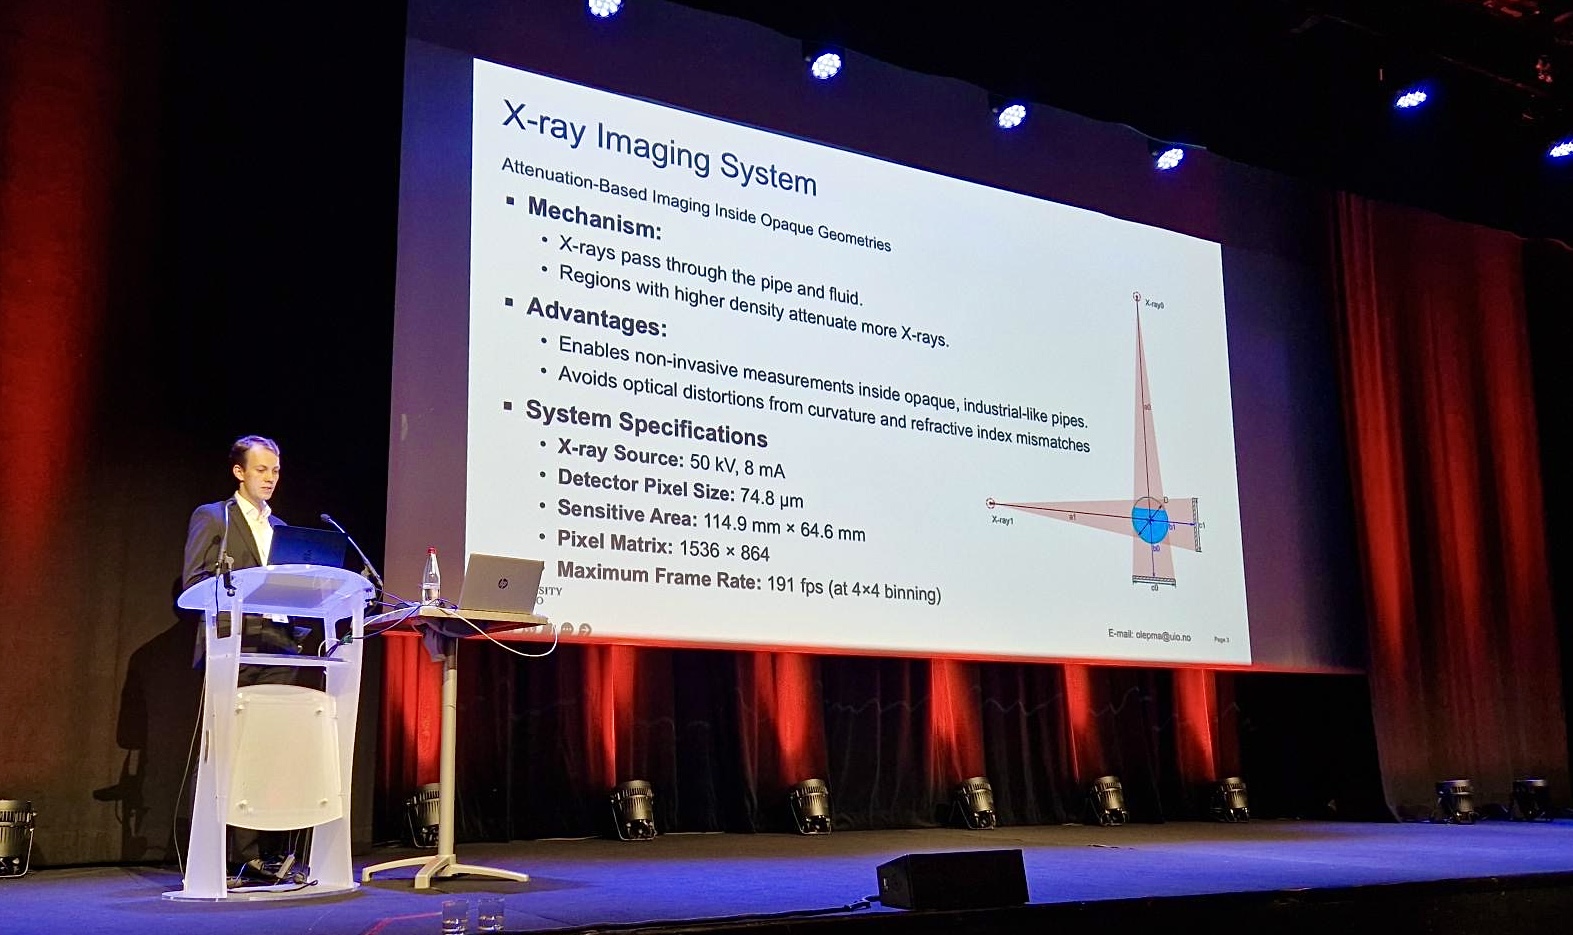 X-ray Imaging System
Attenuation-Based Imaging Inside Opaque Geometries
▪ Mechanism:
• X-rays pass through the pipe and fluid.
• Regions with higher density attenuate more X-rays.
▪ Advantages:
• Enables non-invasive measurements inside opaque, industrial-like pipes.
• Avoids optical distortions from curvature and refractive index mismatches
▪ System Specifications
• X-ray Source: 50 kV, 8 mA
• Detector Pixel Size: 74.8 µm
• Sensitive Area: 114.9 mm × 64.6 mm
• Pixel Matrix: 1536 × 864
Maximum Frame Rate: 191 fps (at 4×4 binning)
X-ray0
a0
X-ray1
a1
D
b1
c1
b0
c0
SITY
O
E-mail: olepma@uio.no
Page 3
hp